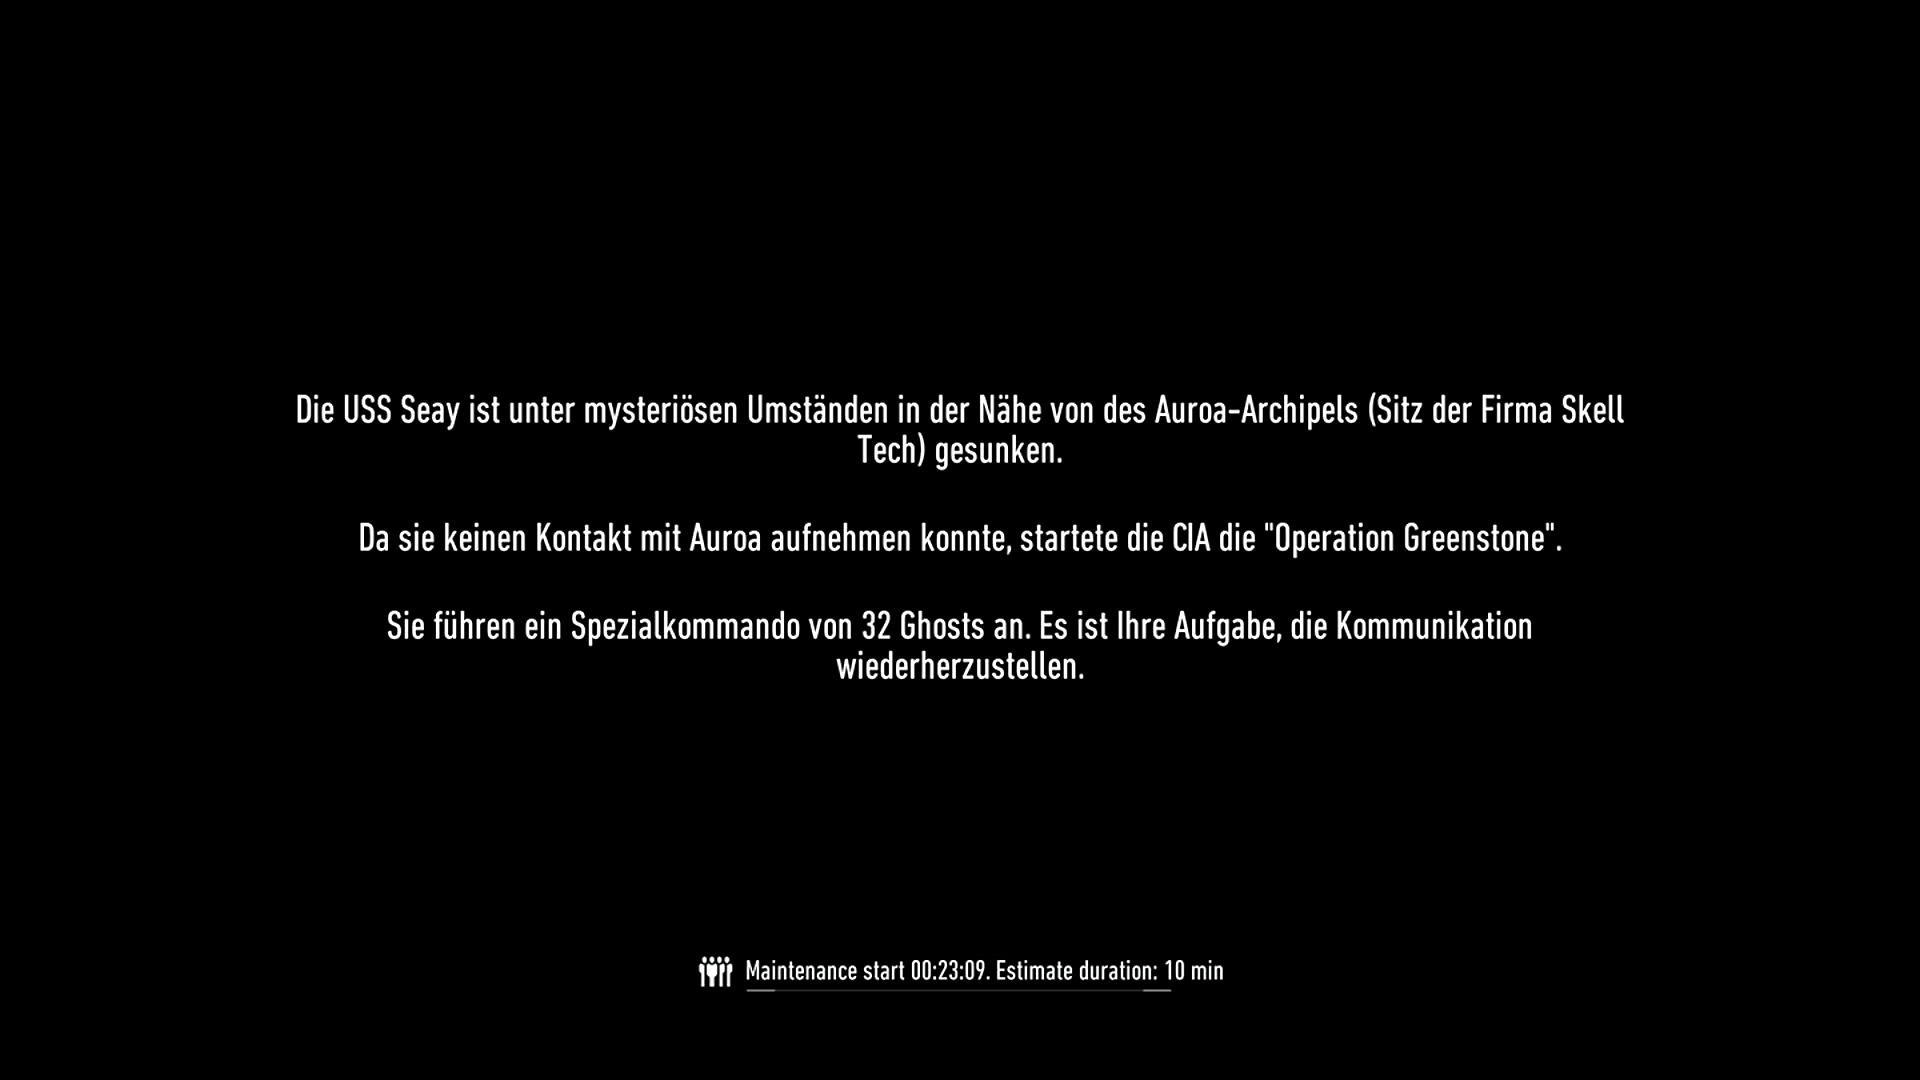 Die USS Seay ist unter mysteriösen Umständen in der Nähe von des Auroa-Archipels (Sitz der Firma Skell
Tech) gesunken.
Da sie keinen Kontakt mit Auroa aufnehmen konnte, startete die CIA die "Operation Greenstone".
Sie führen ein Spezialkommando von 32 Ghosts an. Es ist Ihre Aufgabe, die Kommunikation
wiederherzustellen.
Maintenance start 00:23:09. Estimate duration: 10 min